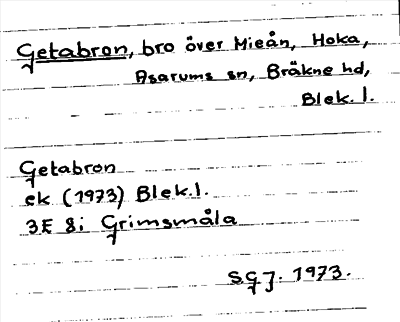 Getabron, bro över Mieån, Hoka,
Asarums sn, Bräkne hd,
Blek. l.
Getabron
ek (1973) Blek.l.
3E 8i Grimsmåla
SGJ. 1973.